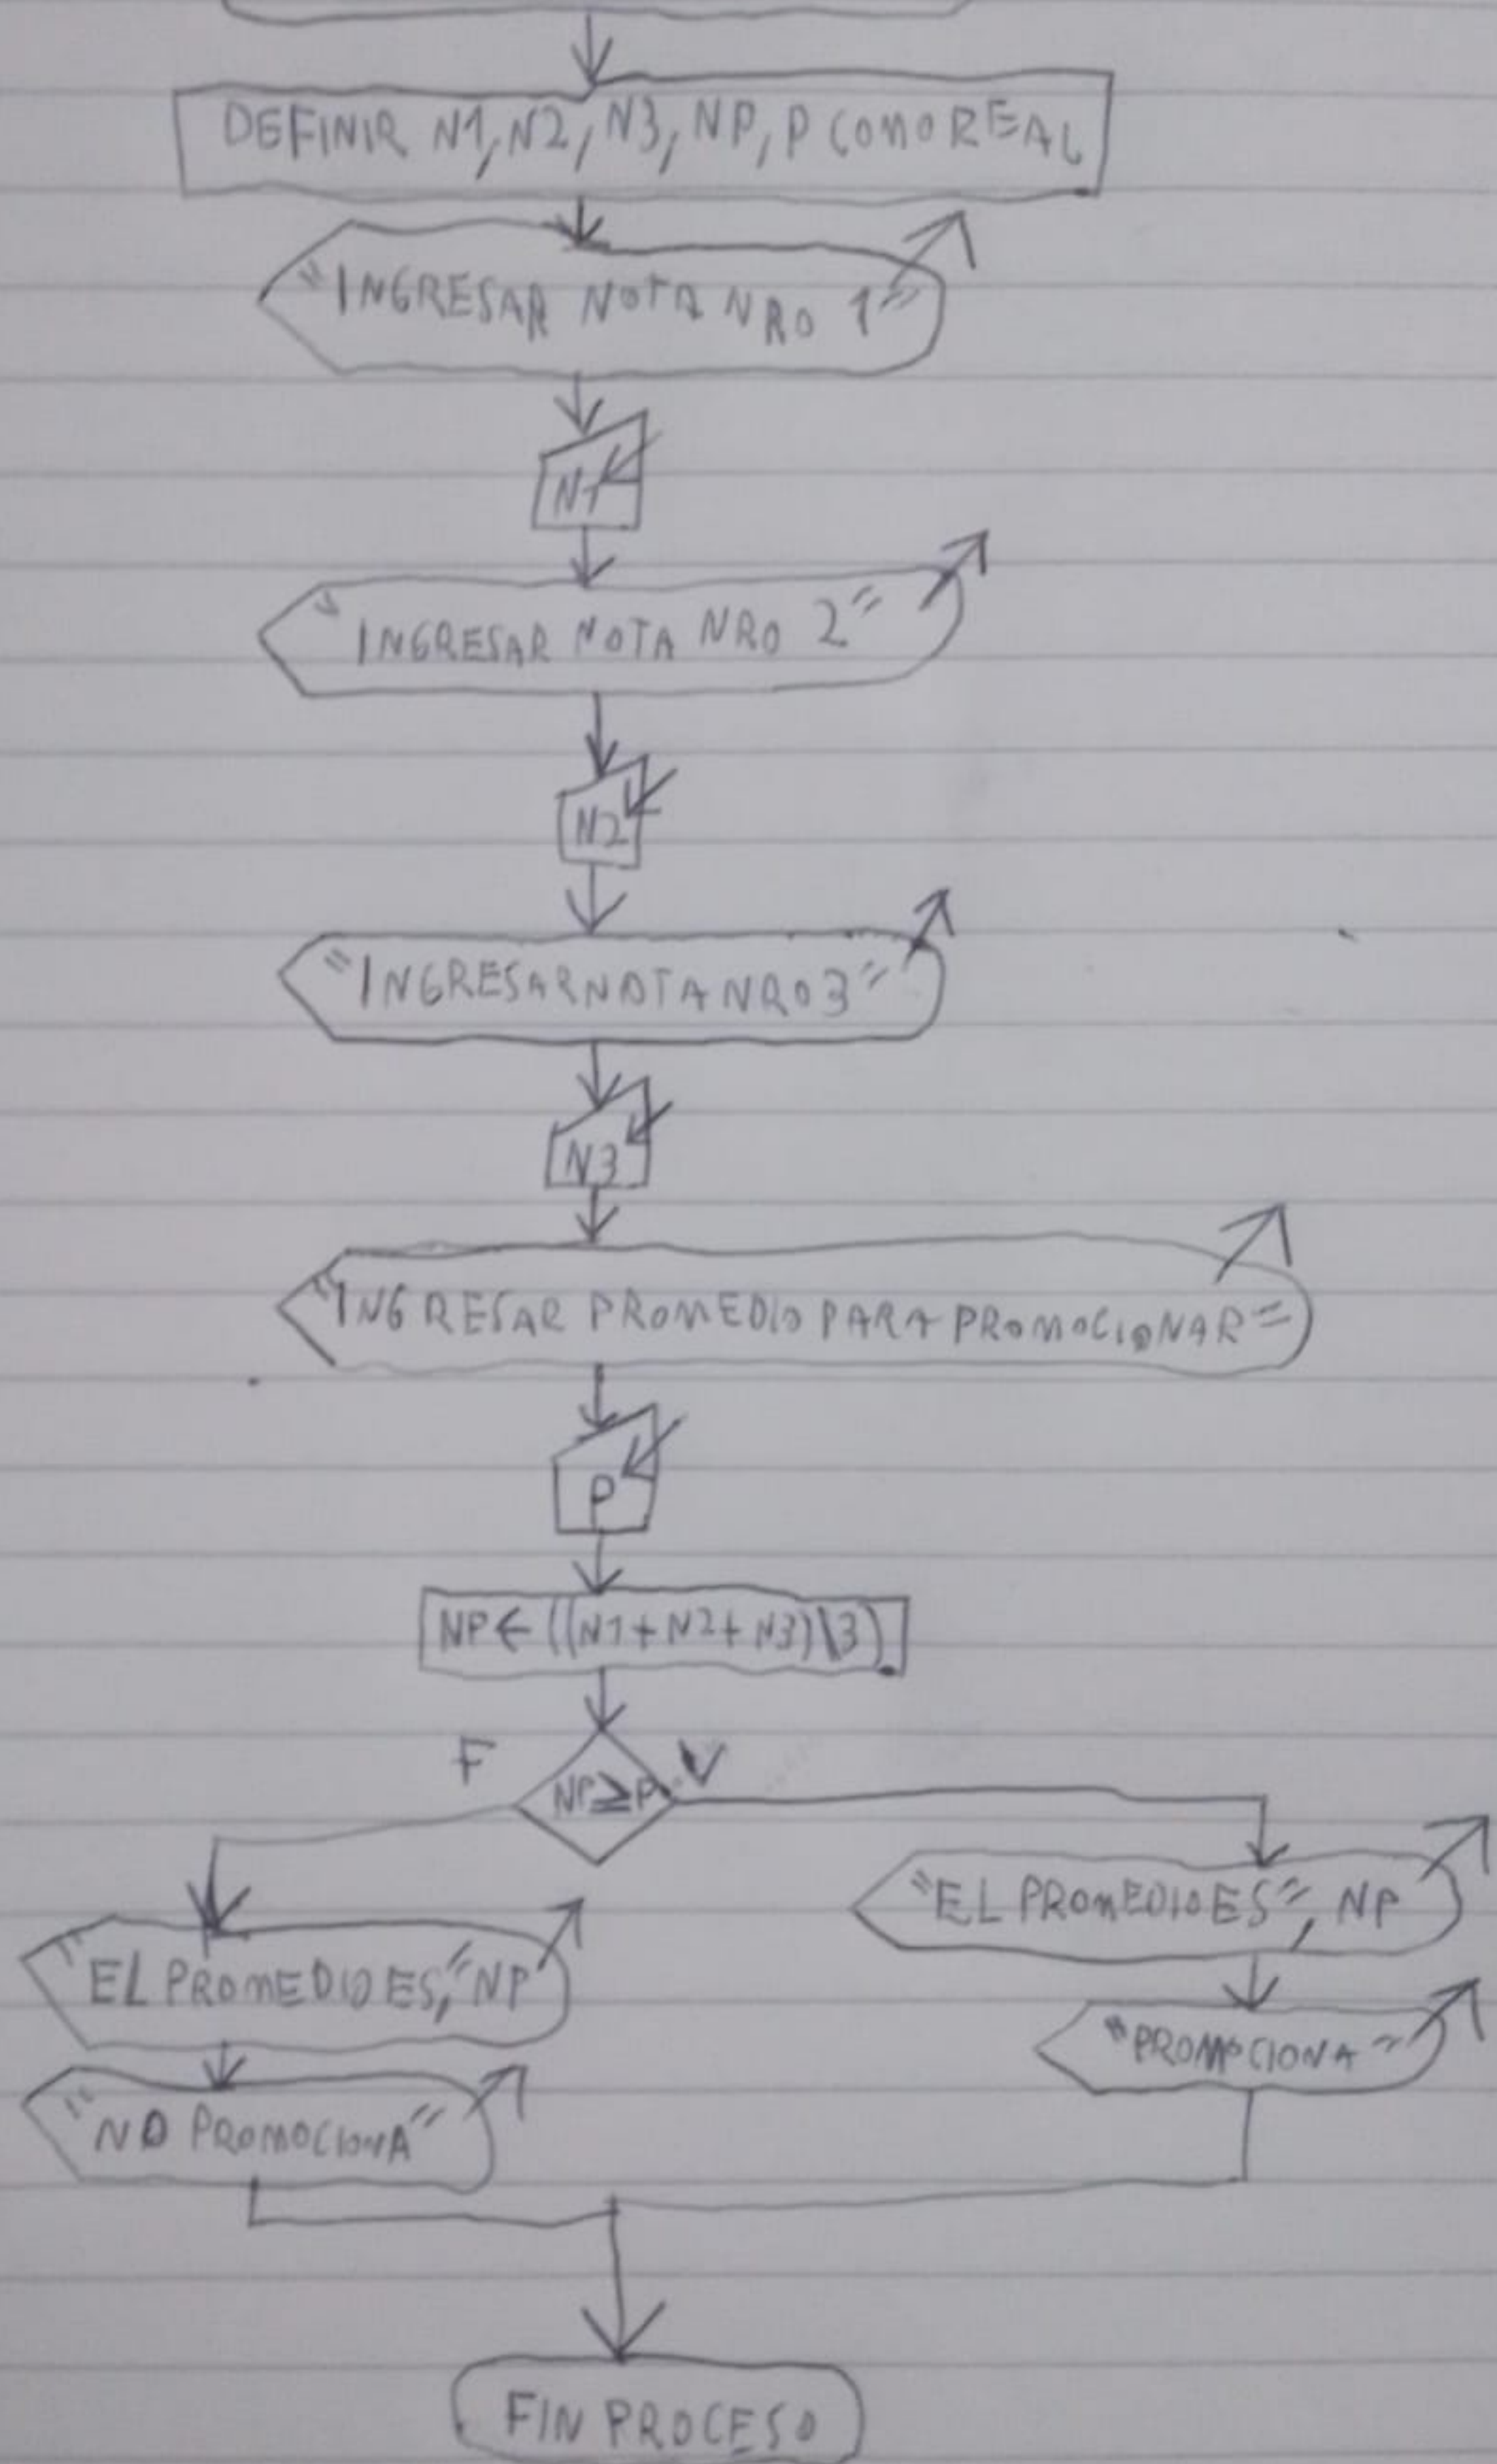 DEFINIR N1, N2, N3, NP, P COMO REAL
"INGRESAR NOTA NRO 1"
N1
"INGRESAR NOTA NRO 2"
N2
"INGRESAR NOTA NRO 3"
N3
"INGRESAR PROMEDIO PARA PROMOCIONAR"
P
NP ← ((N1+N2+N3)\3)
F
NP≥P
V
"EL PROMEDIO ES", NP
"EL PROMEDIO ES," NP
"PROMOCIONA"
"NO PROMOCIONA"
FIN PROCESO